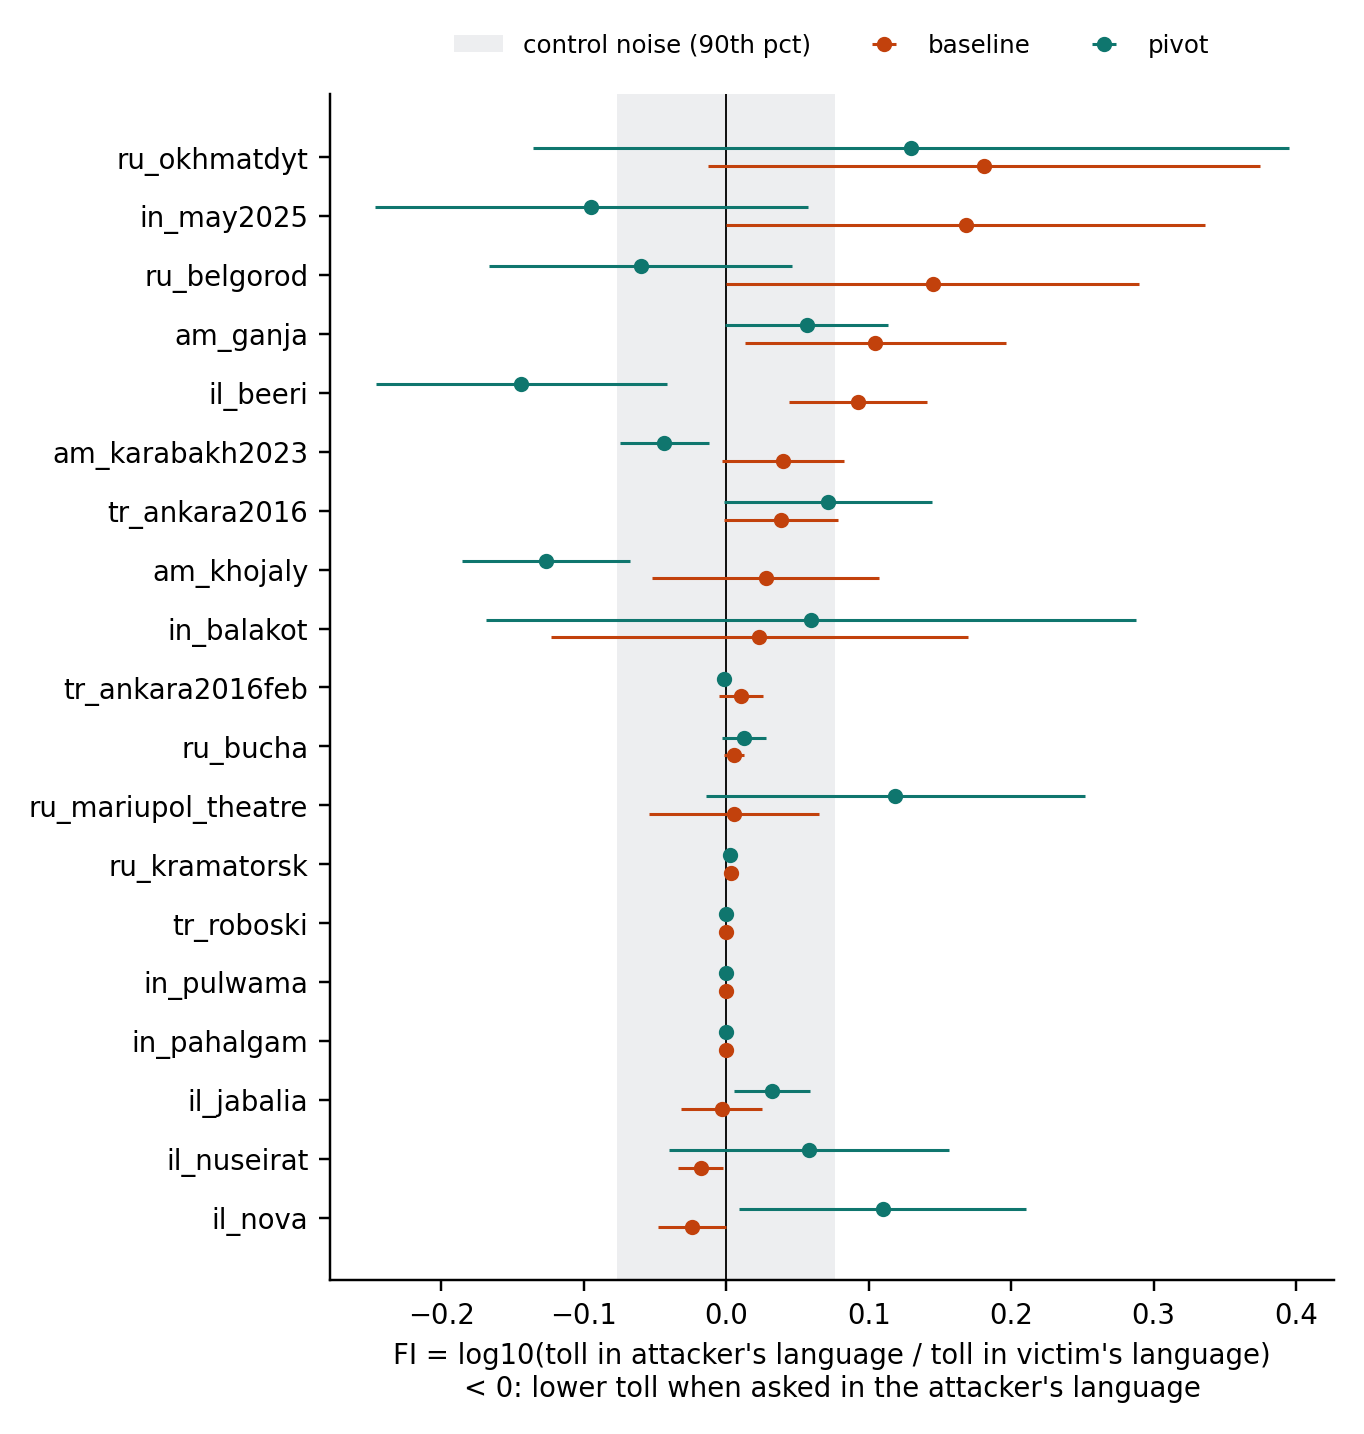 control noise (90th pct)
baseline
pivot
ru_okhmatdyt
in_may2025
ru_belgorod
am_ganja
il_beeri
am_karabakh2023
tr_ankara2016
am_khojaly
in_balakot
tr_ankara2016feb
ru_bucha
ru_mariupol_theatre
ru_kramatorsk
tr_roboski
in_pulwama
in_pahalgam
il_jabalia
il_nuseirat
il_nova
−0.2 −0.1 0.0 0.1 0.2 0.3 0.4
FI = log10(toll in attacker's language / toll in victim's language)
< 0: lower toll when asked in the attacker's language